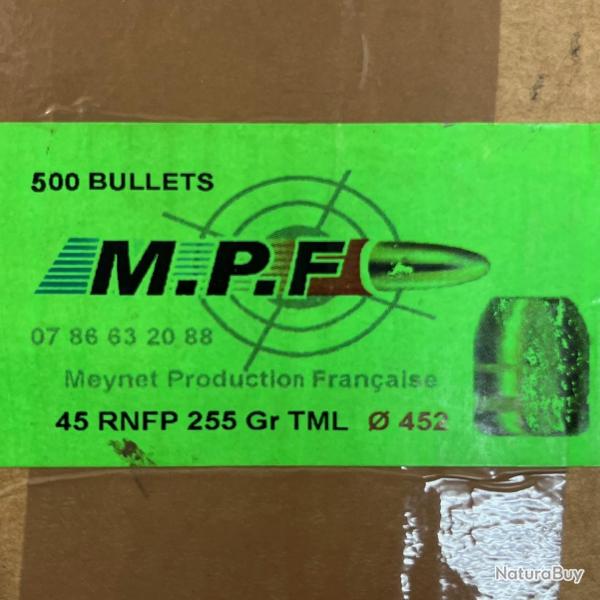 500 BULLETS
M.P.F
07 86 63 20 88
Meynet Production Française
45 RNFP 255 Gr TML Ø 452
NaturaBuy